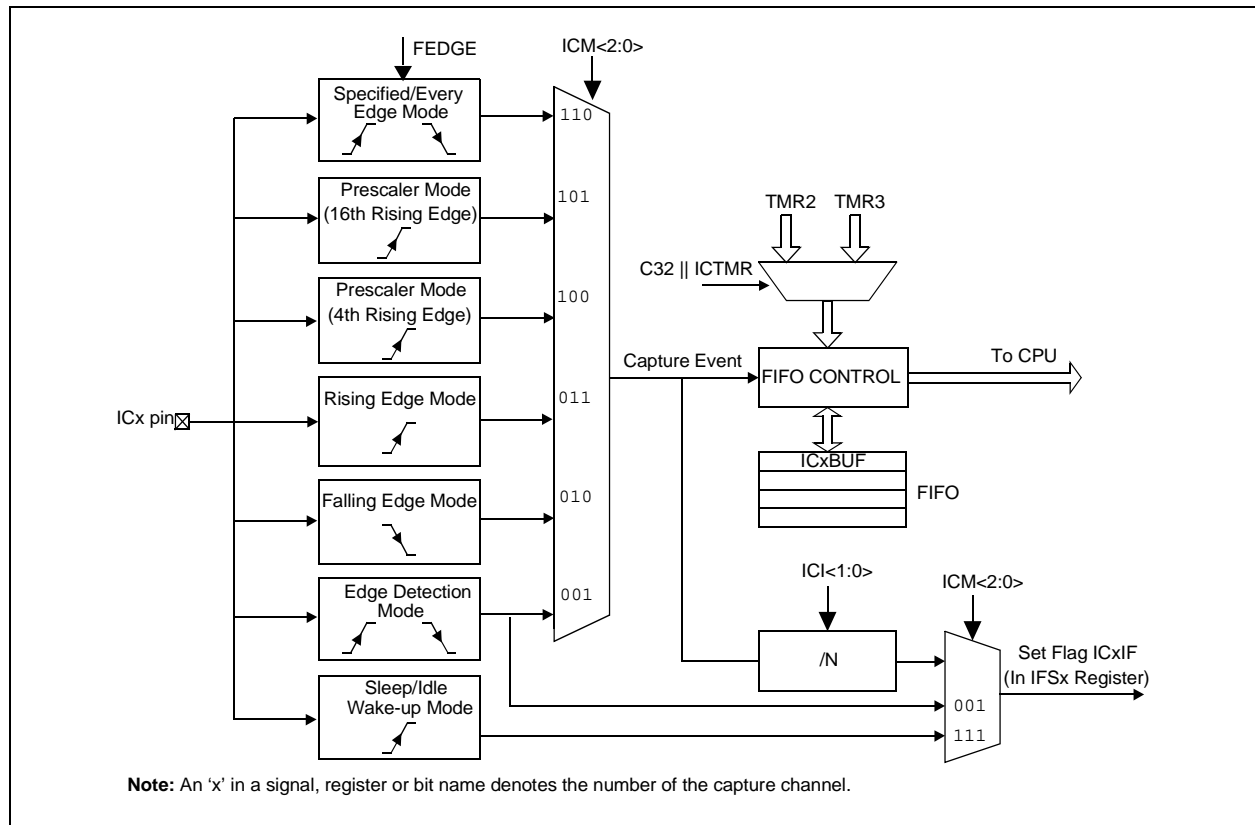 FEDGE
ICM<2:0>
Specified/Every
Edge Mode
110
Prescaler Mode
(16th Rising Edge)
101
TMR2
TMR3
C32 || ICTMR
Prescaler Mode
(4th Rising Edge)
100
Capture Event
FIFO CONTROL
To CPU
ICx pin
Rising Edge Mode
011
ICxBUF
FIFO
Falling Edge Mode
010
Edge Detection
Mode
001
ICI<1:0>
ICM<2:0>
/N
Set Flag ICxIF
(In IFSx Register)
Sleep/Idle
Wake-up Mode
001
111
Note: An ‘x’ in a signal, register or bit name denotes the number of the capture channel.